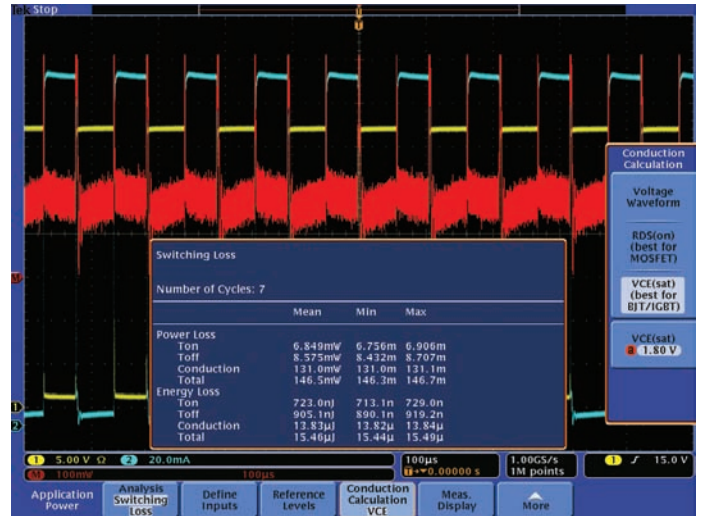 Tek Stop
Conduction
Calculation
Voltage
Waveform
RDS(on)
(best for
MOSFET)
VCE(sat)
(best for
BJT/IGBT)
VCE(sat)
a 1.80 V
Switching Loss
Number of Cycles: 7
Mean Min Max
Power Loss
Ton 6.849mW 6.756m 6.906m
Toff 8.575mW 8.432m 8.707m
Conduction 131.0mW 131.0m 131.1m
Total 146.5mW 146.3m 146.7m
Energy Loss
Ton 723.0nJ 713.1n 729.0n
Toff 905.1nJ 890.1n 919.2n
Conduction 13.83µJ 13.82µ 13.84µ
Total 15.46µJ 15.44µ 15.49µ
1 5.00 V Ω 2 20.0mA 100µs 1.00GS/s 1 15.0 V
M 100mW 100µs 0.00000 s 1M points
Application
Power
Analysis
Switching
Loss
Define
Inputs
Reference
Levels
Conduction
Calculation
VCE
Meas.
Display
More